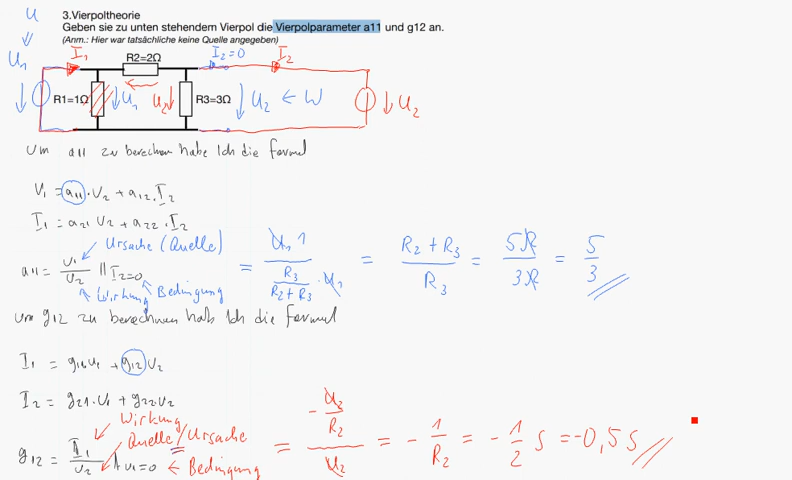 3.Vierpoltheorie
Geben sie zu unten stehendem Vierpol die Vierpolparameter a11 und g12 an.
(Anm.: Hier war tatsächliche keine Quelle angegeben)
U
U1
I1
R2=2Ω
I2=0
I2
R1=1Ω
U1
U2
R3=3Ω
U2 ← W
U2
Um a11 zu berechen habe Ich die formel
U1 = a11 · U2 + a12 · I2
I1 = a21 U2 + a22 · I2
Ursache (Quelle)
a11 = U1 / U2 || I2=0 = U1 1 / (R3 / (R2 + R3) · U1) = (R2 + R3) / R3 = 5R / 3R = 5 / 3
Wirkung Bedingung
um g12 zu berechnen hab Ich die formel
I1 = g11 U1 + g12 U2
I2 = g21 · U1 + g22 U2
Wirkung
Quelle/Ursache
g12 = I1 / U2 | U1=0 = - (U2 / R2) / U2 = - 1 / R2 = - 1 / 2 S = -0,5 S
← Bedingung